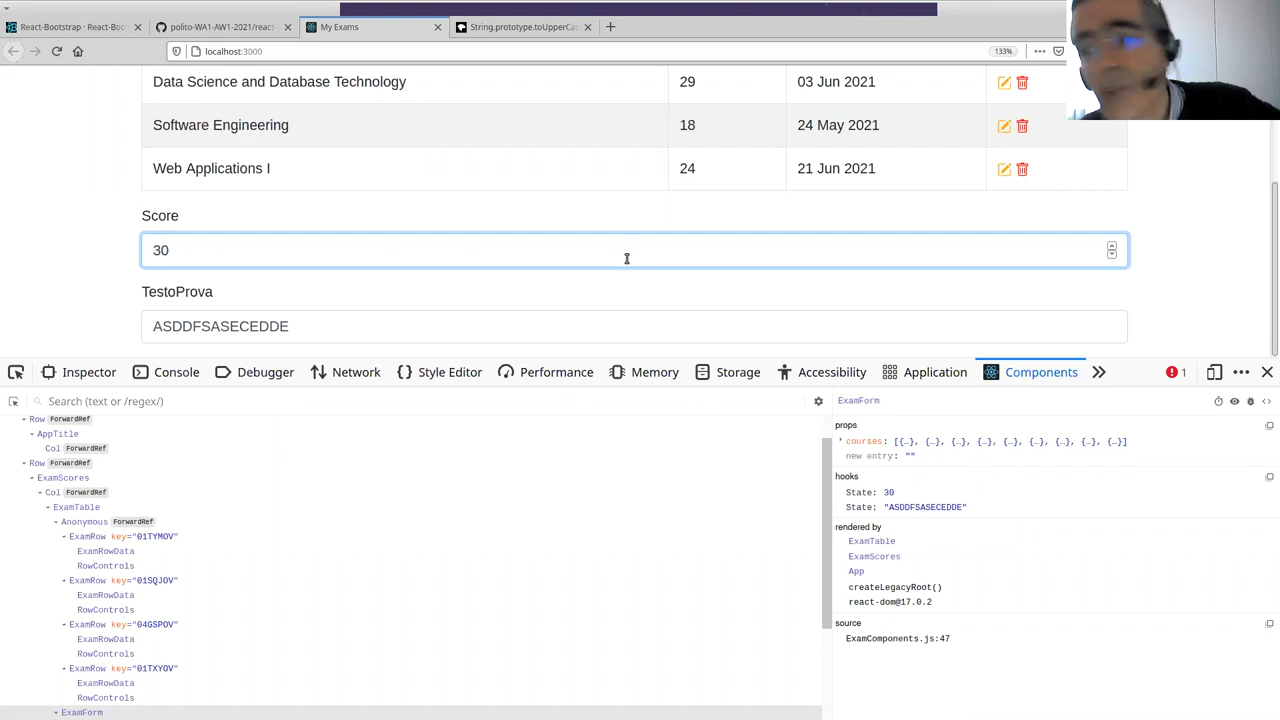 React-Bootstrap · React-Boo
polito-WA1-AW1-2021/react-
My Exams
String.prototype.toUpperCas
localhost:3000
133%
Data Science and Database Technology 29 03 Jun 2021
Software Engineering 18 24 May 2021
Web Applications I 24 21 Jun 2021
Score
30
TestoProva
ASDDFSASECEDDE
Inspector Console Debugger Network Style Editor Performance Memory Storage Accessibility Application Components 1
Search (text or /regex/)
Row ForwardRef
AppTitle
Col ForwardRef
Row ForwardRef
ExamScores
Col ForwardRef
ExamTable
Anonymous ForwardRef
ExamRow key="01TYMOV"
ExamRowData
RowControls
ExamRow key="01SQJOV"
ExamRowData
RowControls
ExamRow key="04GSPOV"
ExamRowData
RowControls
ExamRow key="01TXYOV"
ExamRowData
RowControls
ExamForm
ExamForm
props
courses: [{…}, {…}, {…}, {…}, {…}, {…}, {…}, {…}, {…}]
new entry: ""
hooks
State: 30
State: "ASDDFSASECEDDE"
rendered by
ExamTable
ExamScores
App
createLegacyRoot()
react-dom@17.0.2
source
ExamComponents.js:47